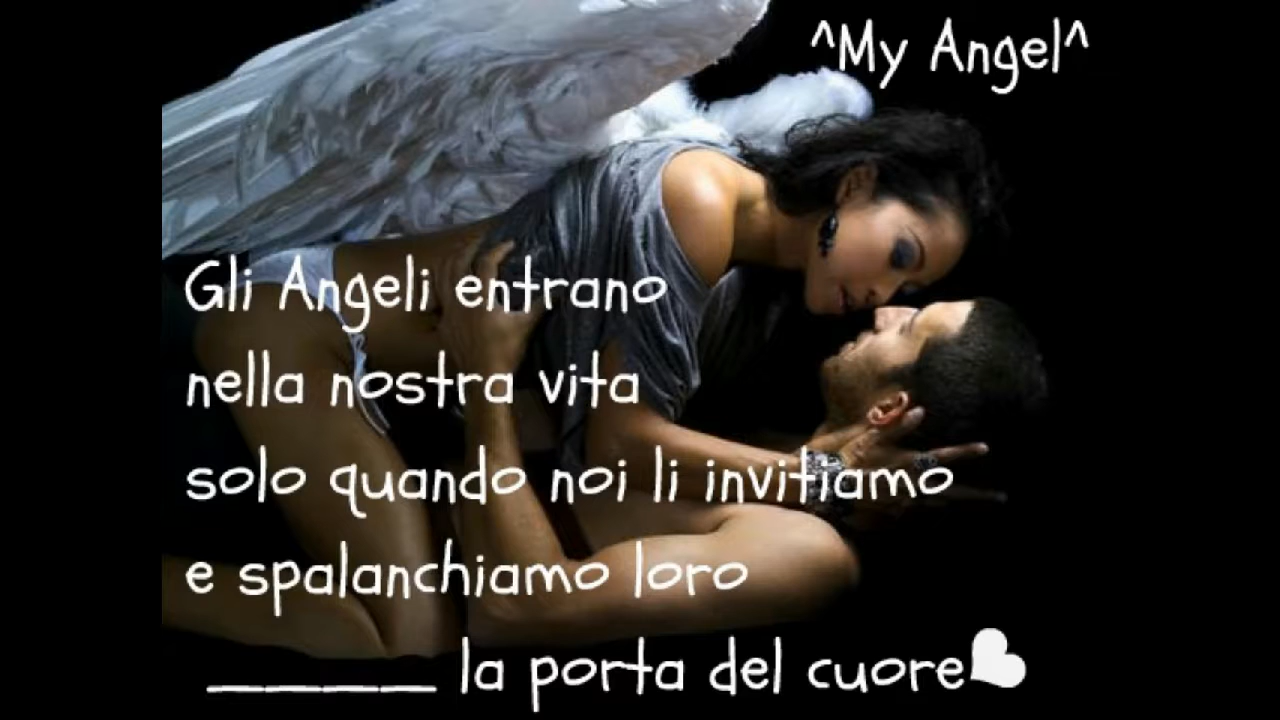 ^My Angel^
Gli Angeli entrano
nella nostra vita
solo quando noi li invitiamo
e spalanchiamo loro
_____ la porta del cuore